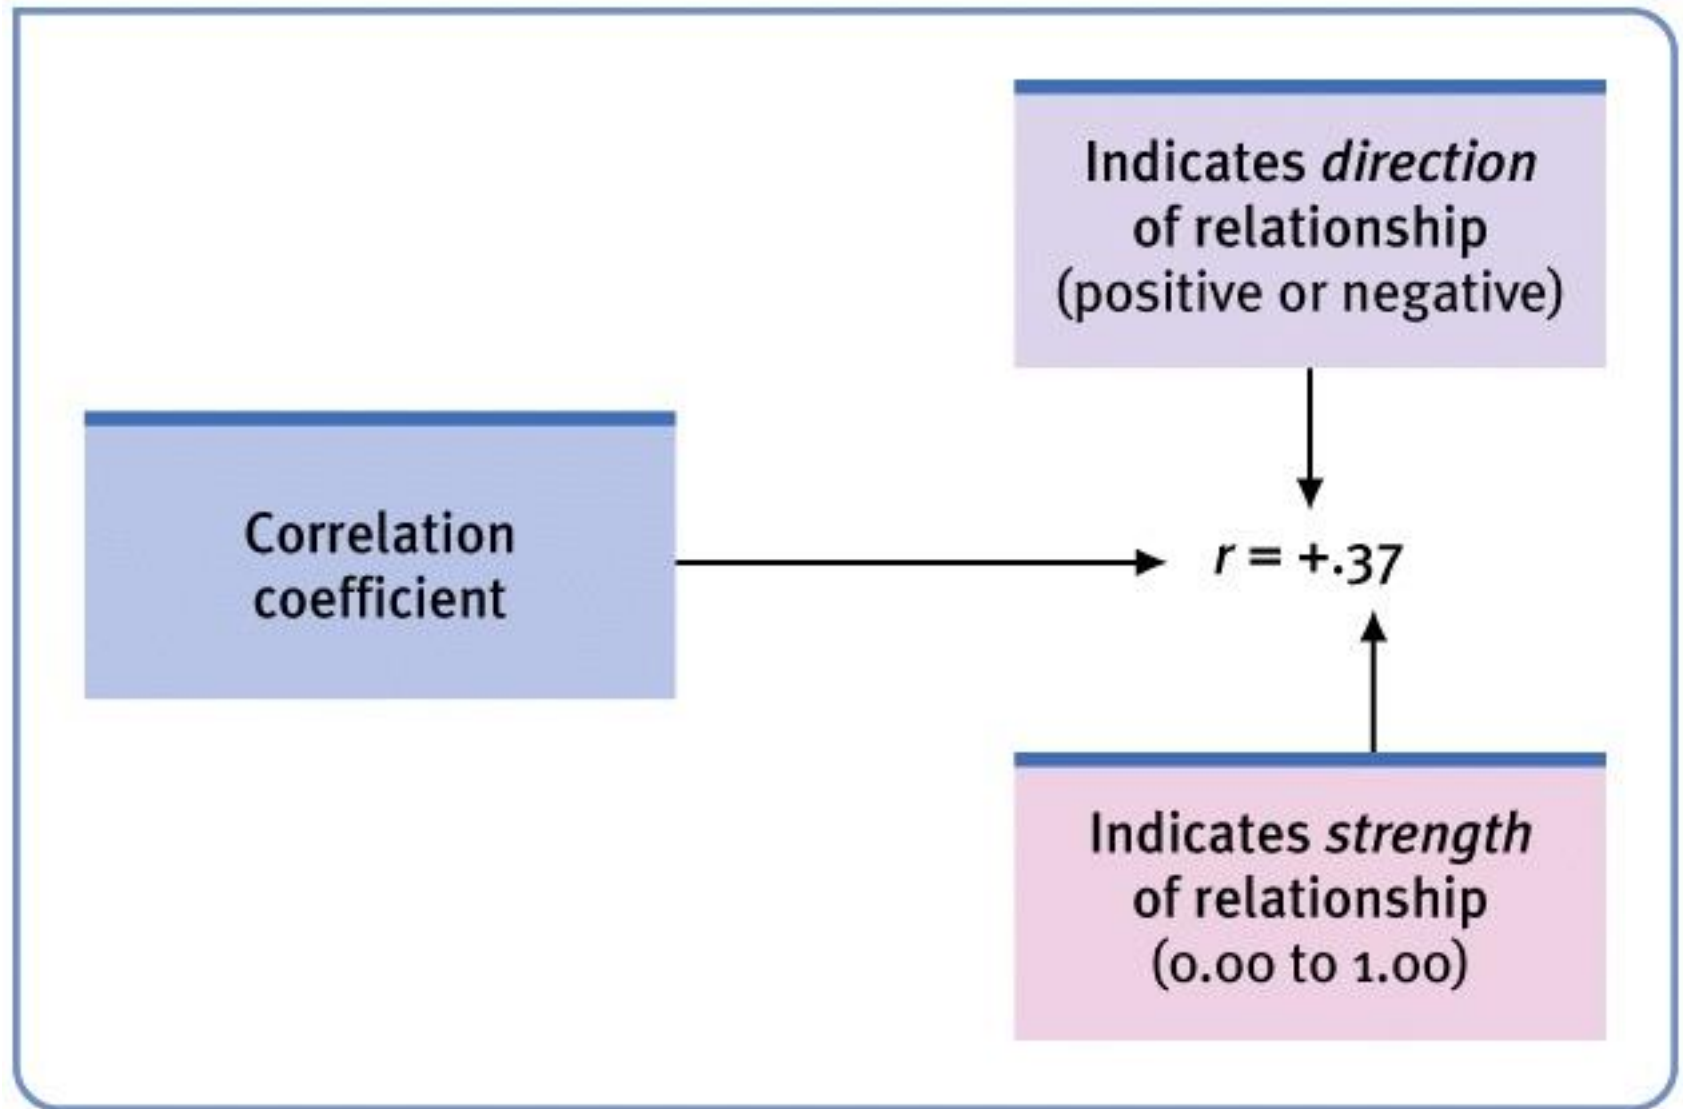 Indicates direction
of relationship
(positive or negative)
Correlation
coefficient
r = +.37
Indicates strength
of relationship
(0.00 to 1.00)